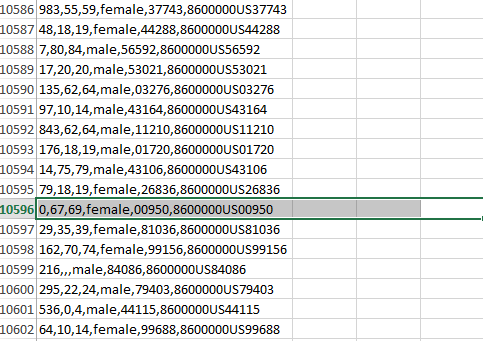 10586 983,55,59,female,37743,8600000US37743
10587 48,18,19,female,44288,8600000US44288
10588 7,80,84,male,56592,8600000US56592
10589 17,20,20,male,53021,8600000US53021
10590 135,62,64,male,03276,8600000US03276
10591 97,10,14,male,43164,8600000US43164
10592 843,62,64,male,11210,8600000US11210
10593 176,18,19,male,01720,8600000US01720
10594 14,75,79,male,43106,8600000US43106
10595 79,18,19,female,26836,8600000US26836
10596 0,67,69,female,00950,8600000US00950
10597 29,35,39,female,81036,8600000US81036
10598 162,70,74,female,99156,8600000US99156
10599 216,,,male,84086,8600000US84086
10600 295,22,24,male,79403,8600000US79403
10601 536,0,4,male,44115,8600000US44115
10602 64,10,14,female,99688,8600000US99688